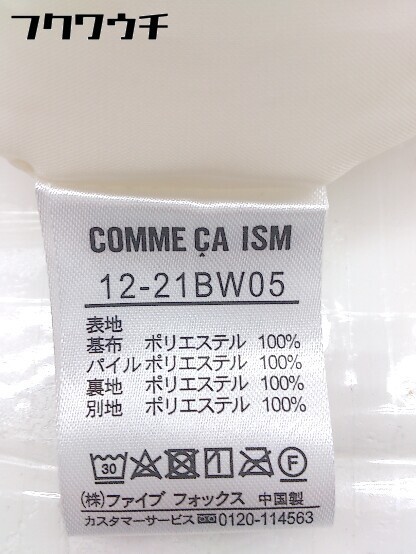 フクワウチ
COMME ÇA ISM
12-21BW05
表地
基布 ポリエステル 100%
パイル ポリエステル 100%
裏地 ポリエステル 100%
別地 ポリエステル 100%
30 F
(株)ファイブ フォックス 中国製
カスタマーサービス 0120-114563